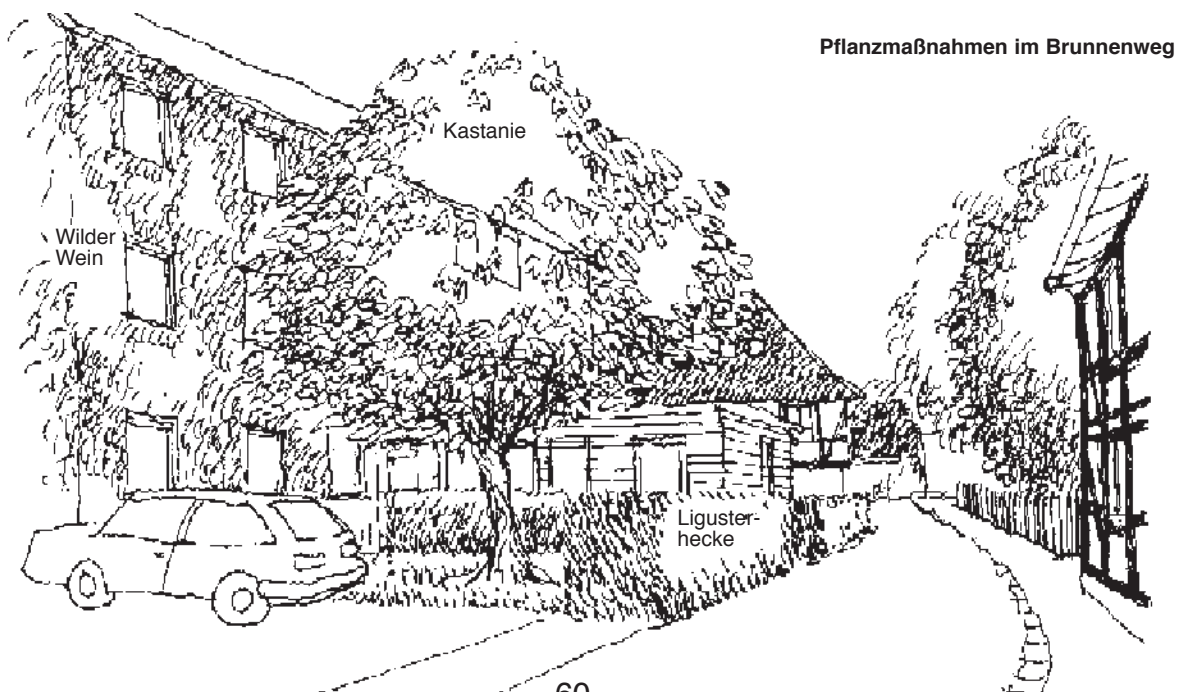 Pflanzmaßnahmen im Brunnenweg
Kastanie
Wilder
Wein
Liguster-
hecke
60